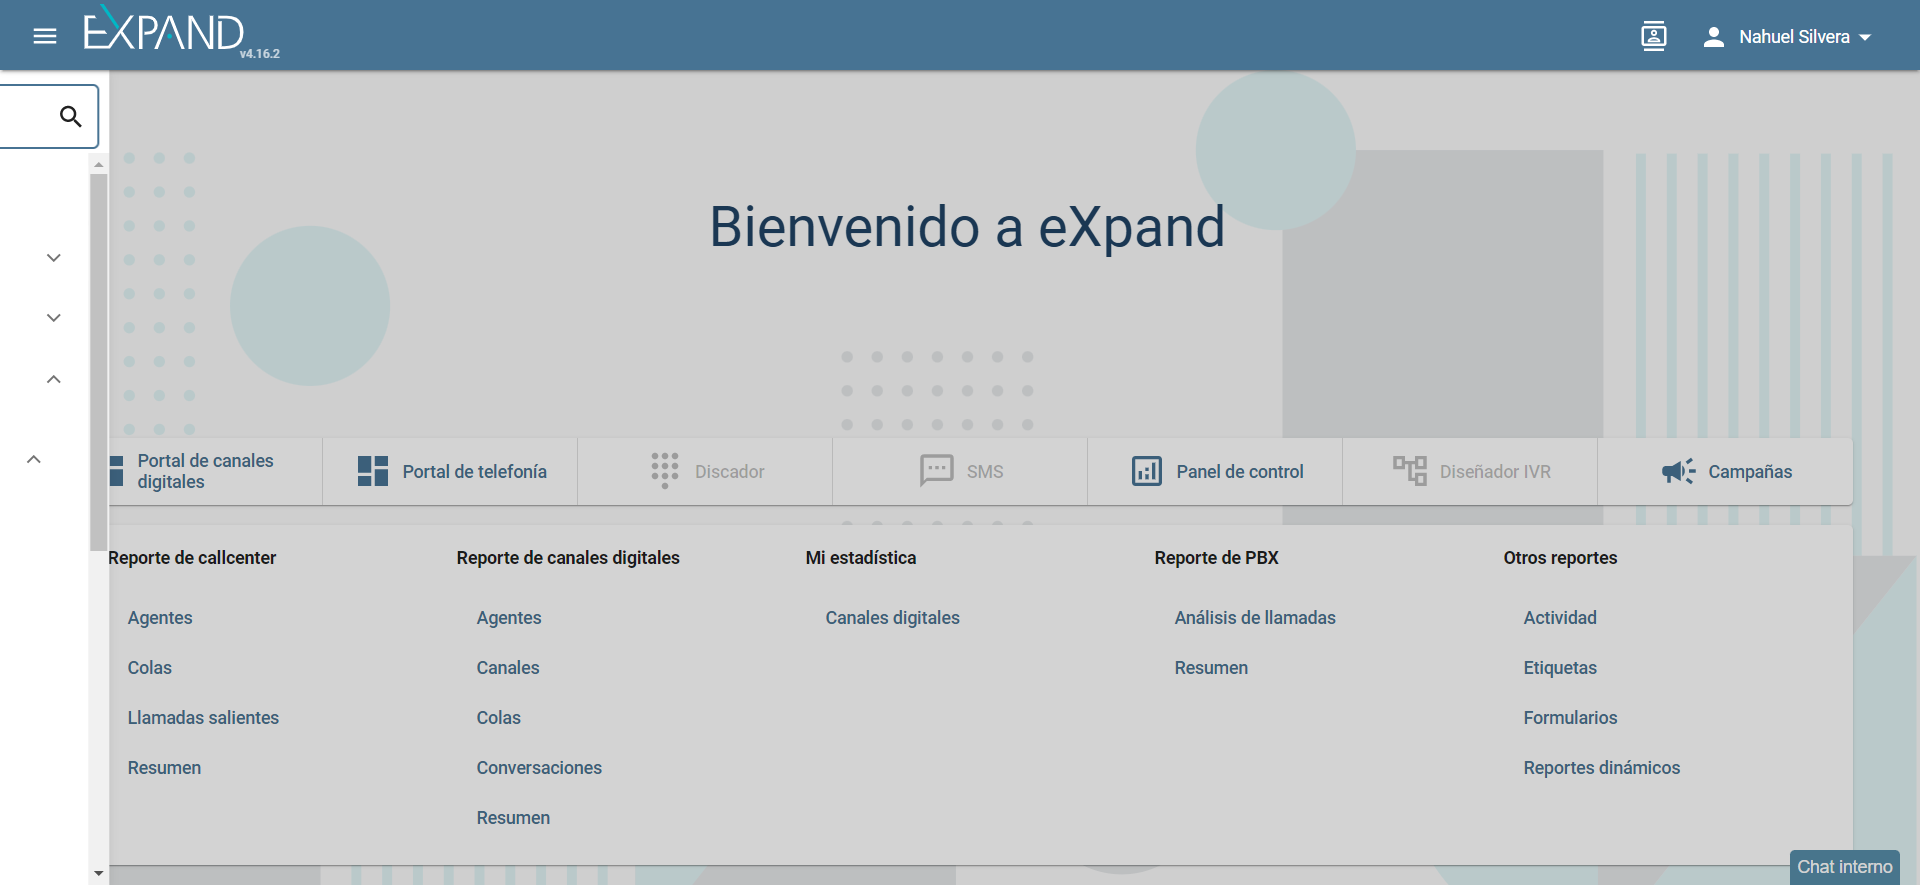 EXPAND
v4.16.2
Nahuel Silvera
Bienvenido a eXpand
Portal de canales
digitales
Portal de telefonía
Discador
SMS
Panel de control
Diseñador IVR
Campañas
Reporte de callcenter
Agentes
Colas
Llamadas salientes
Resumen
Reporte de canales digitales
Agentes
Canales
Colas
Conversaciones
Resumen
Mi estadística
Canales digitales
Reporte de PBX
Análisis de llamadas
Resumen
Otros reportes
Actividad
Etiquetas
Formularios
Reportes dinámicos
Chat interno